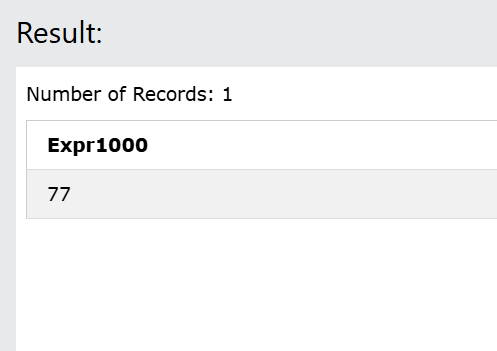 Result:
Number of Records: 1
Expr1000
77